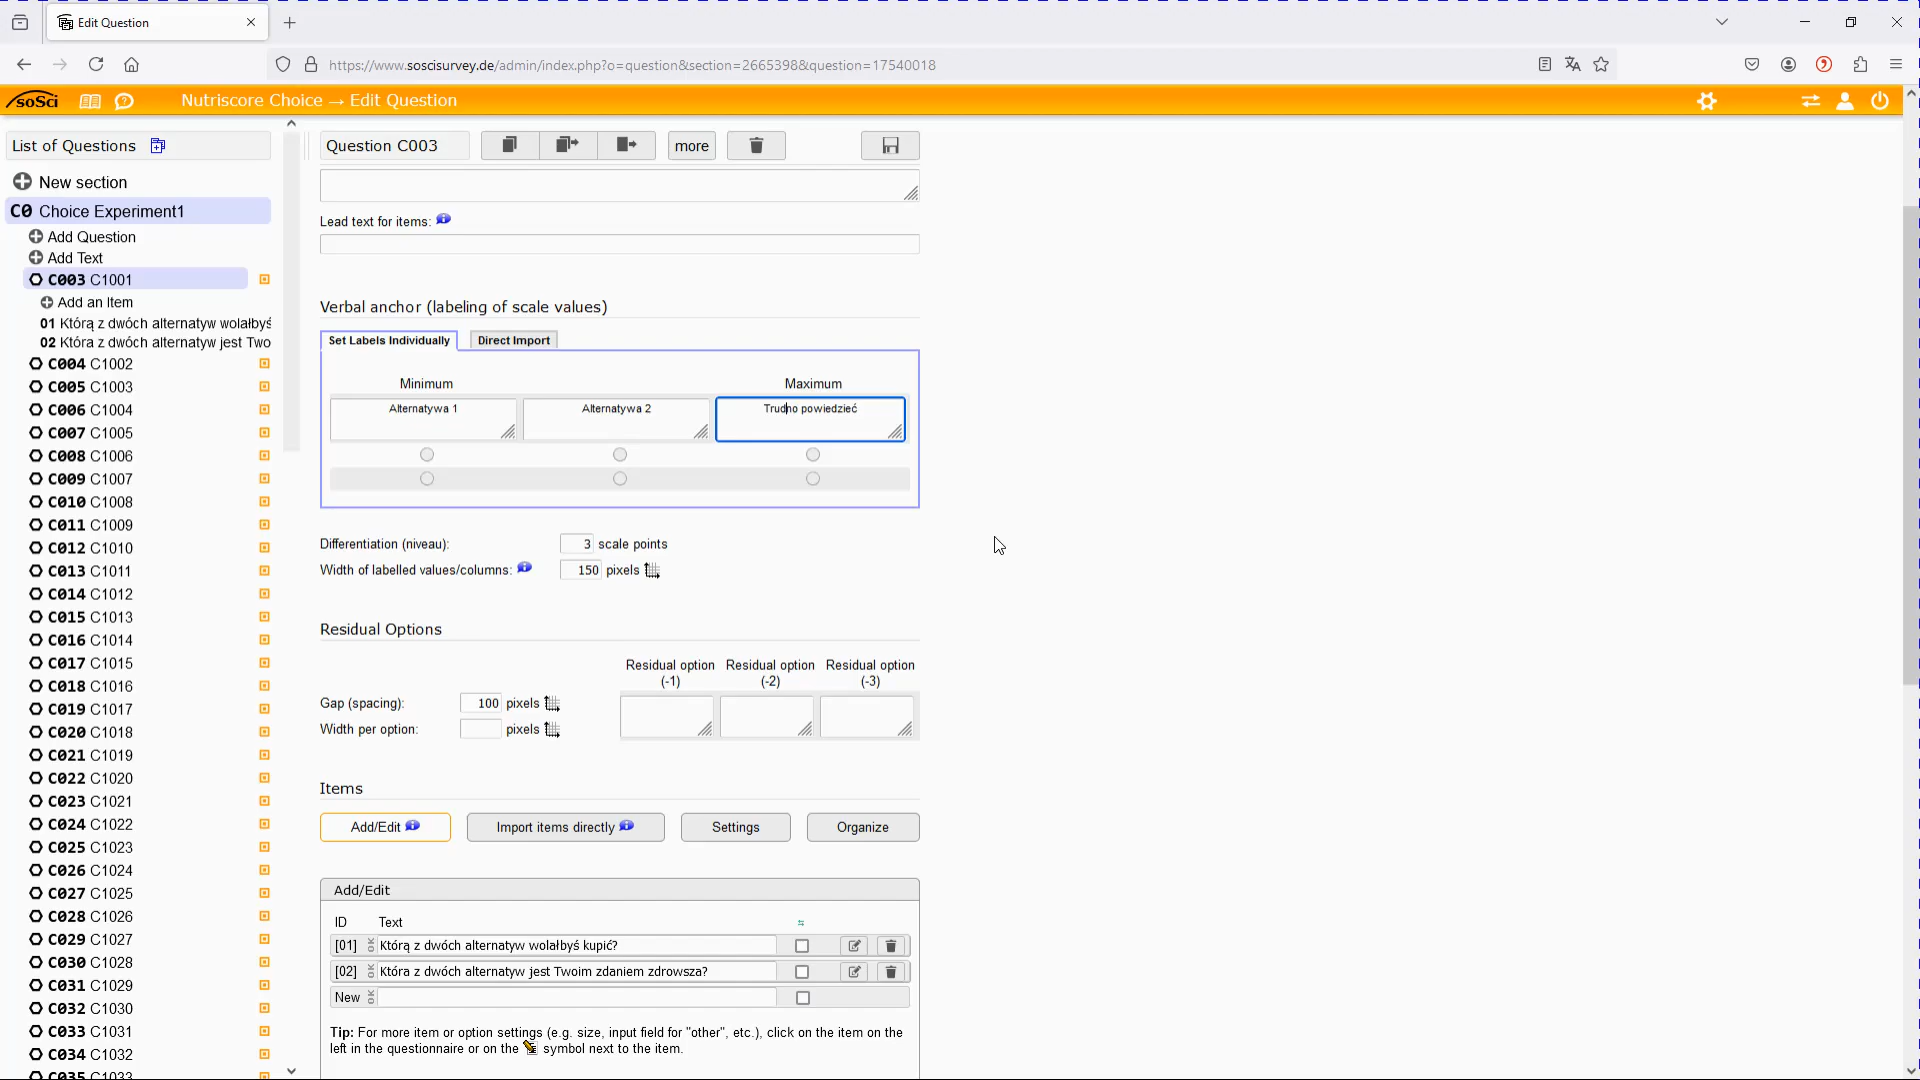 Edit Question
https://www.soscisurvey.de/admin/index.php?o=question&section=2665398&question=17540018
soSci
Nutriscore Choice → Edit Question
List of Questions
New section
C0 Choice Experiment1
Add Question
Add Text
C003 C1001
Add an Item
01 Którą z dwóch alternatyw wolałbyś
02 Która z dwóch alternatyw jest Two
C004 C1002
C005 C1003
C006 C1004
C007 C1005
C008 C1006
C009 C1007
C010 C1008
C011 C1009
C012 C1010
C013 C1011
C014 C1012
C015 C1013
C016 C1014
C017 C1015
C018 C1016
C019 C1017
C020 C1018
C021 C1019
C022 C1020
C023 C1021
C024 C1022
C025 C1023
C026 C1024
C027 C1025
C028 C1026
C029 C1027
C030 C1028
C031 C1029
C032 C1030
C033 C1031
C034 C1032
C035 C1033
Question C003
more
Lead text for items:
Verbal anchor (labeling of scale values)
Set Labels Individually
Direct Import
Minimum Maximum
Alternatywa 1 Alternatywa 2 Trudno powiedzieć
Differentiation (niveau): 3 scale points
Width of labelled values/columns: 150 pixels
Residual Options
Residual option (-1) Residual option (-2) Residual option (-3)
Gap (spacing): 100 pixels
Width per option: pixels
Items
Add/Edit
Import items directly
Settings
Organize
Add/Edit
ID Text
[01] Którą z dwóch alternatyw wolałbyś kupić?
[02] Która z dwóch alternatyw jest Twoim zdaniem zdrowsza?
New
Tip: For more item or option settings (e.g. size, input field for "other", etc.), click on the item on the
left in the questionnaire or on the symbol next to the item.